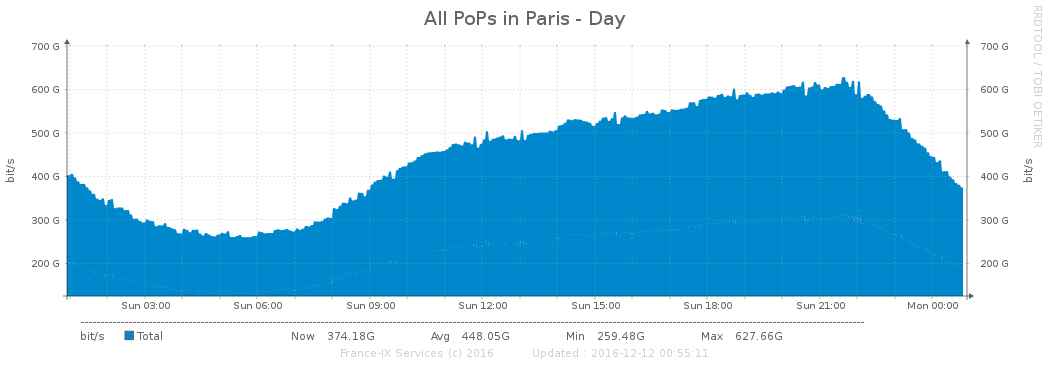 All PoPs in Paris - Day
RRDTOOL / TOBI OETIKER
700 G 700 G
600 G 600 G
500 G 500 G
400 G 400 G
300 G 300 G
200 G 200 G
bit/s bit/s
Sun 03:00 Sun 06:00 Sun 09:00 Sun 12:00 Sun 15:00 Sun 18:00 Sun 21:00 Mon 00:00
bit/s Total Now 374.18G Avg 448.05G Min 259.48G Max 627.66G
France-IX Services (c) 2016 Updated : 2016-12-12 00:55:11